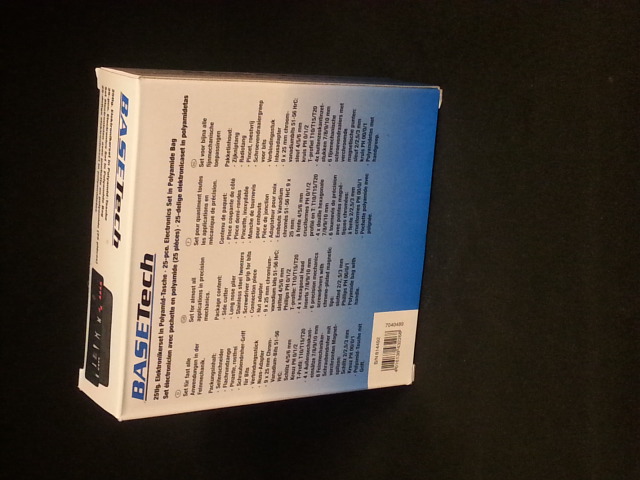 BASETech
BASETech
25tlg. Elektronikerset in Polyamid-Tasche · 25-pce. Electronics Set in Polyamide Bag
Set électronicien avec pochette en polyamide (25 pièces) · 25-delige elektronicaset in polyamidetas
Set für fast alle
Anwendungen in der
Feinmechanik.
Packungsinhalt:
- Seitenschneider
- Flachrundzange
- Pinzette, rostfrei
- Schraubendreher-Griff
für Bits
- Verbindungsstück
- Nuss-Adapter
- 9 x 25 mm Chrom-
Vanadium-Bits 51-56
HrC:
Schlitz 4/5/6 mm
Kreuz PH 0/1/2
T-Profil: T10/T15/T20
- 4 x Außensechskant-
einsätze 7/8/9/10 mm
- 6 Feinmechaniker-
Schraubendreher mit
verchromten Magnet-
spitzen:
Schlitz 2/2,5/3 mm
Kreuz PH 00/0/1
- Polyamid-Tasche mit
Griff.
Set for almost all
applications in precision
mechanics.
Package content:
- Side cutter
- Long nose plier
- Stainless steel tweezers
- Screwdriver grip for bits
- Connection piece
- Nut adapter
- 9 x 25 mm chromium-
vanadium bits 51-56 HrC:
slotted 4/5/6 mm
Phillips PH 0/1/2
T-profile: T10/T15/T20
- 4 x hexagonal head
inserts 7/8/9/10 mm
- 6 precision mechanics
screwdrivers with
chrome-plated magnetic
tips:
slotted 2/2, 5/3 mm
Phillips PH 00/0/1
- Polyamide bag with
handle.
Set pour quasiment toutes
les applications en
mécanique de précision.
Contenu de paquet:
- Pince coupante de côté
- Pince demi-rondes
- Pincette, inoxydable
- Manche de tournevis
pour embouts
- Pièce de jonction
- Adaptateur pour noix
- Embouts Vanadium
chromés 51-56 HrC 9 x
25 mm:
à fente 4/5/6 mm
cruciformes PH 0/1/2
profilé en T: T10/T15/T20
- 4 x douille hexagonale
7/8/9/10 mm
- 6 tournevis de précision
avec pointes magné-
tiques chromées:
à fente 2/2,5/3 mm
cruciformes PH 00/0/1
- Pochette polyamide avec
poignée.
Set voor bijna alle
fijnmechanische
toepassingen
Pakketinhoud:
- Zijkniptang
- Radiotang
- Pincet, roestvrij
- Schroevendraaiergreep
voor bits
- Verbindingsstuk
- Inbusadapter
- 9 x 25 mm chroom-
vanadiumbits 51-56 HrC:
sleuf 4/5/6 mm
kruis PH 0/1/2
T-profiel T10/T15/T20
- 4x buitenzeskantinzet-
stukken 7/8/9/10 mm
- 6 fijnmechanische
schroevendraaiers met
verchroomde
magnetische punten:
sleuf 2/2,5/3 mm
kruis PH 00/0/1
- Polyamidetas met
handgreep.
S/N 814892